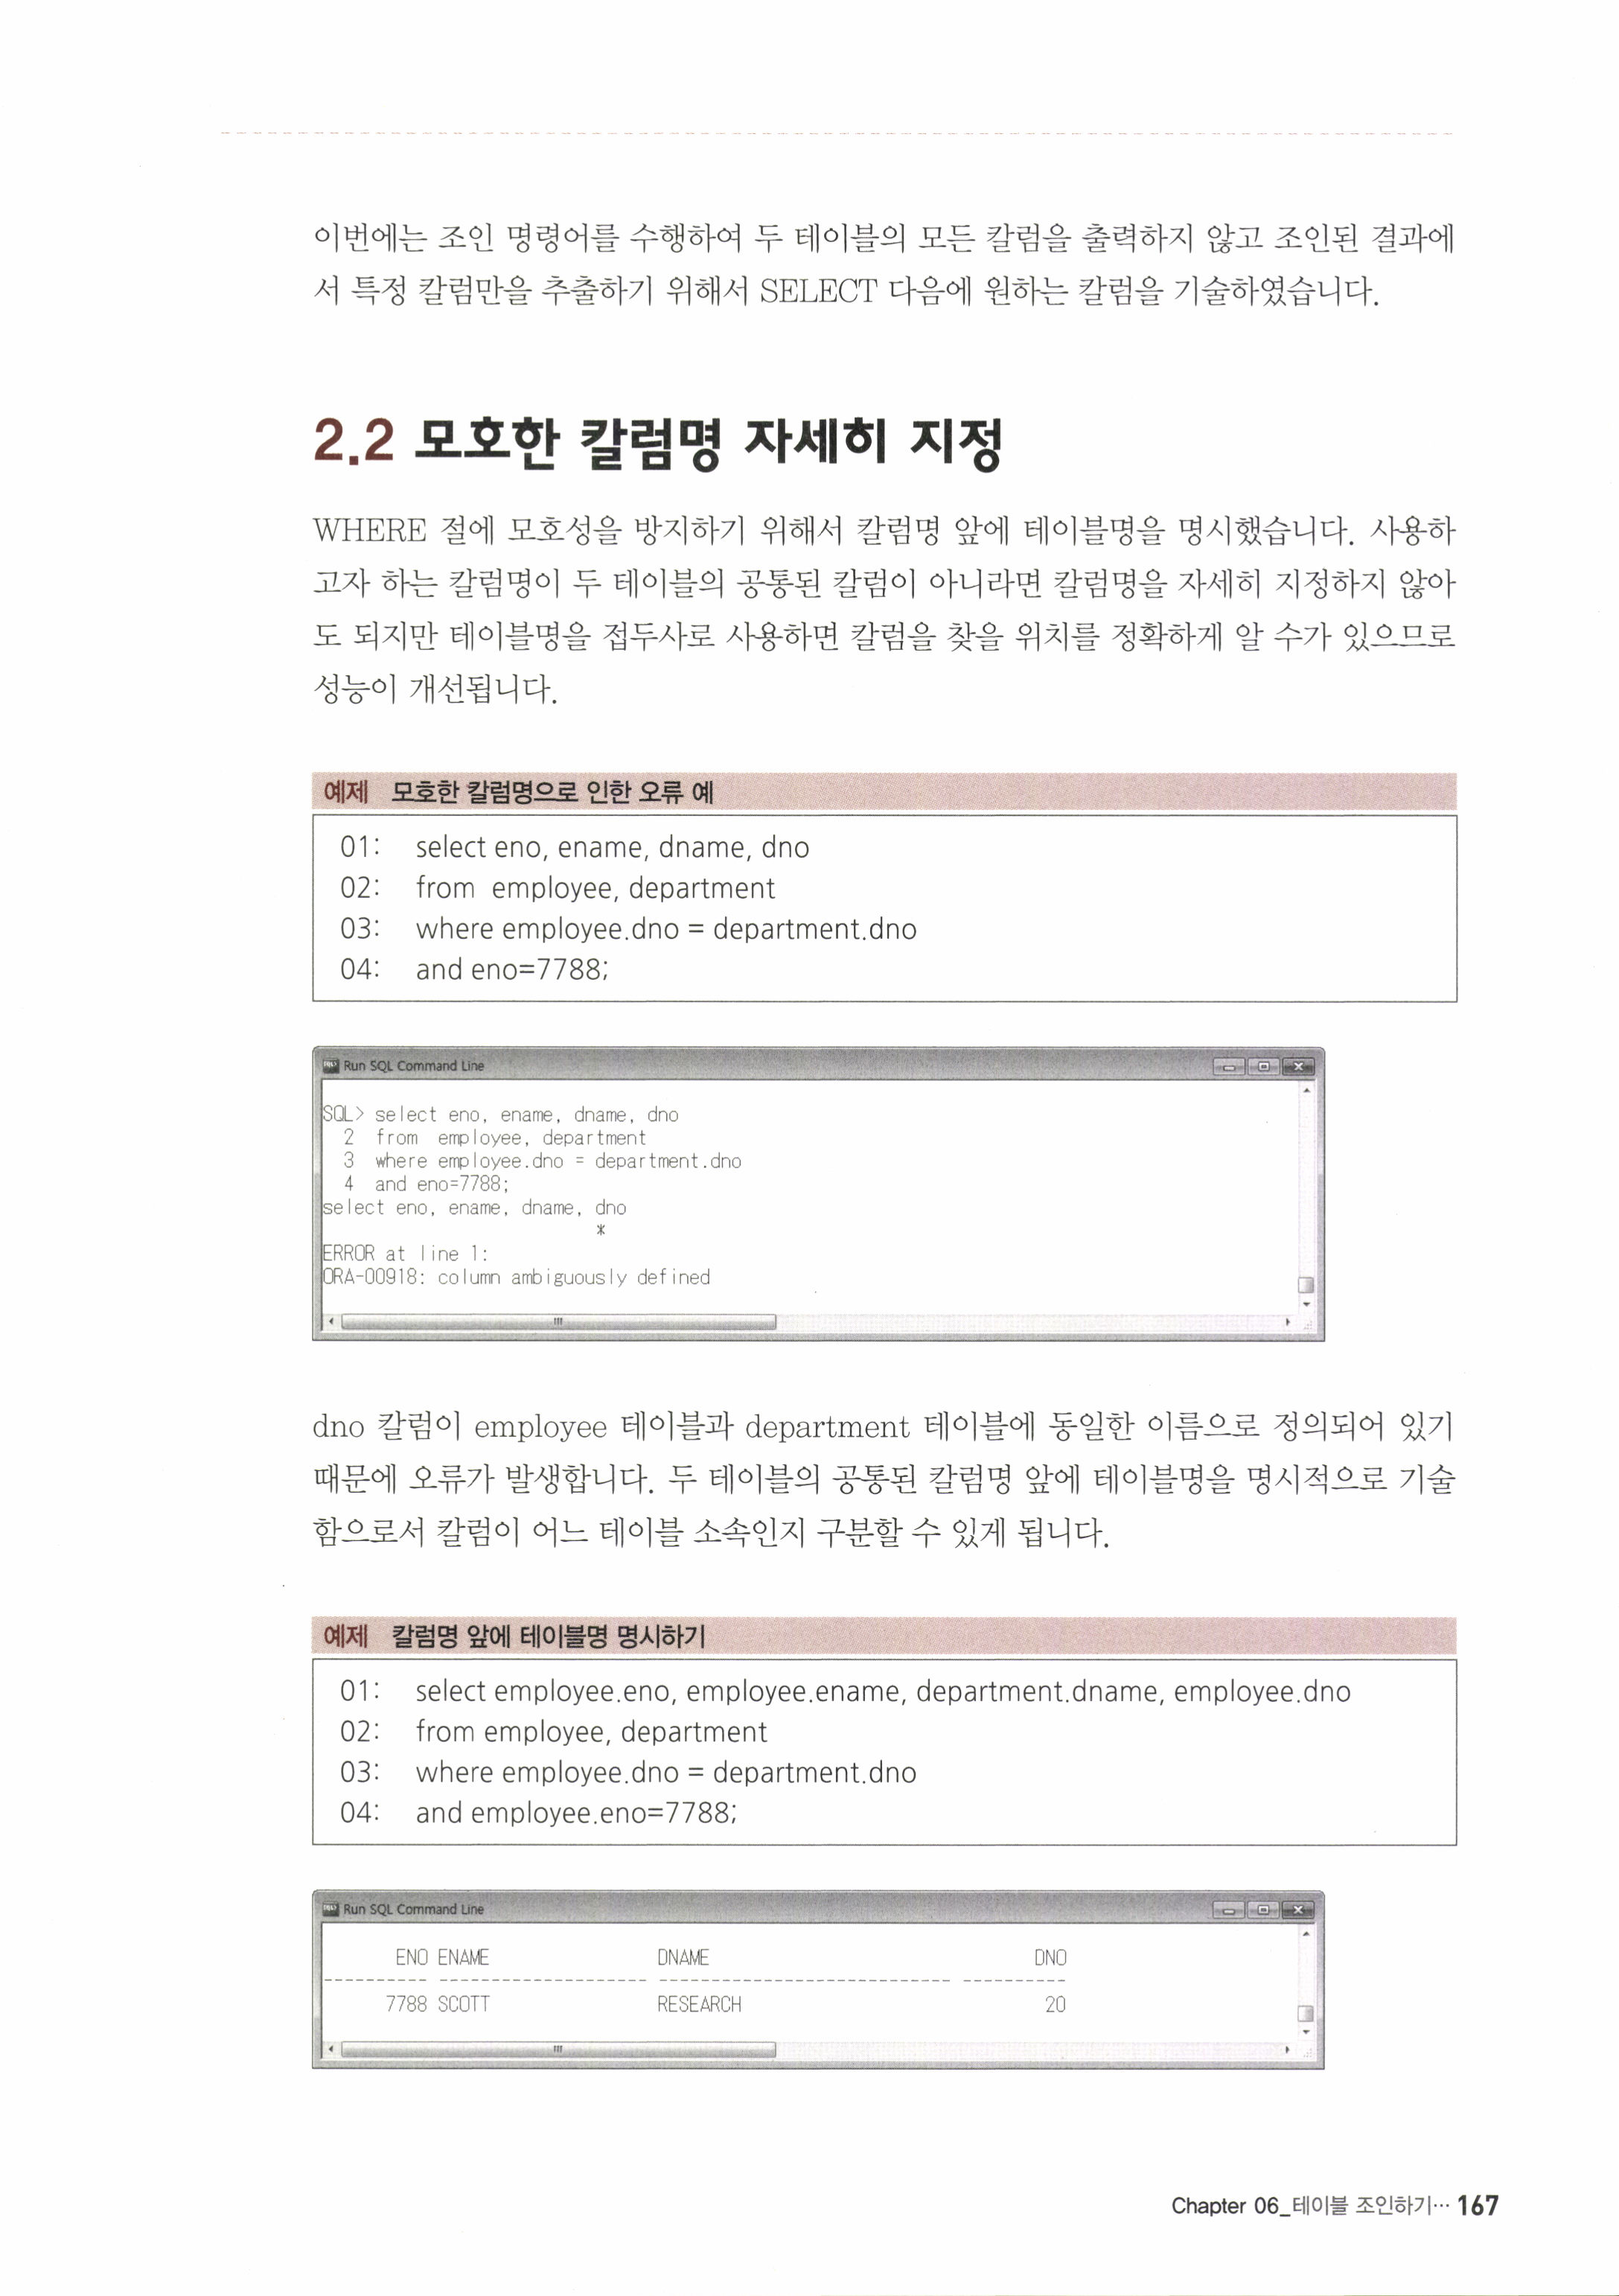 이번에는 조인 명령어를 수행하여 두 테이블의 모든 칼럼을 출력하지 않고 조인된 결과에
서 특정 칼럼만을 추출하기 위해서 SELECT 다음에 원하는 칼럼을 기술하였습니다.
2.2 모호한 칼럼명 자세히 지정
WHERE 절에 모호성을 방지하기 위해서 칼럼명 앞에 테이블명을 명시했습니다. 사용하
고자 하는 칼럼명이 두 테이블의 공통된 칼럼이 아니라면 칼럼명을 자세히 지정하지 않아
도 되지만 테이블명을 접두사로 사용하면 칼럼을 찾을 위치를 정확하게 알 수가 있으므로
성능이 개선됩니다.
예제 모호한 칼럼명으로 인한 오류 예
01: select eno, ename, dname, dno
02: from employee, department
03: where employee.dno = department.dno
04: and eno=7788;
Run SQL Command Line
SQL> select eno, ename, dname, dno
2 from employee, department
3 where employee.dno = department.dno
4 and eno=7788;
select eno, ename, dname, dno
*
ERROR at line 1:
ORA-00918: column ambiguously defined
dno 칼럼이 employee 테이블과 department 테이블에 동일한 이름으로 정의되어 있기
때문에 오류가 발생합니다. 두 테이블의 공통된 칼럼명 앞에 테이블명을 명시적으로 기술
함으로서 칼럼이 어느 테이블 소속인지 구분할 수 있게 됩니다.
예제 칼럼명 앞에 테이블명 명시하기
01: select employee.eno, employee.ename, department.dname, employee.dno
02: from employee, department
03: where employee.dno = department.dno
04: and employee.eno=7788;
Run SQL Command Line
ENO ENAME DNAME DNO
---------- -------------------- ---------------------------- ----------
7788 SCOTT RESEARCH 20
Chapter 06_테이블 조인하기··· 167